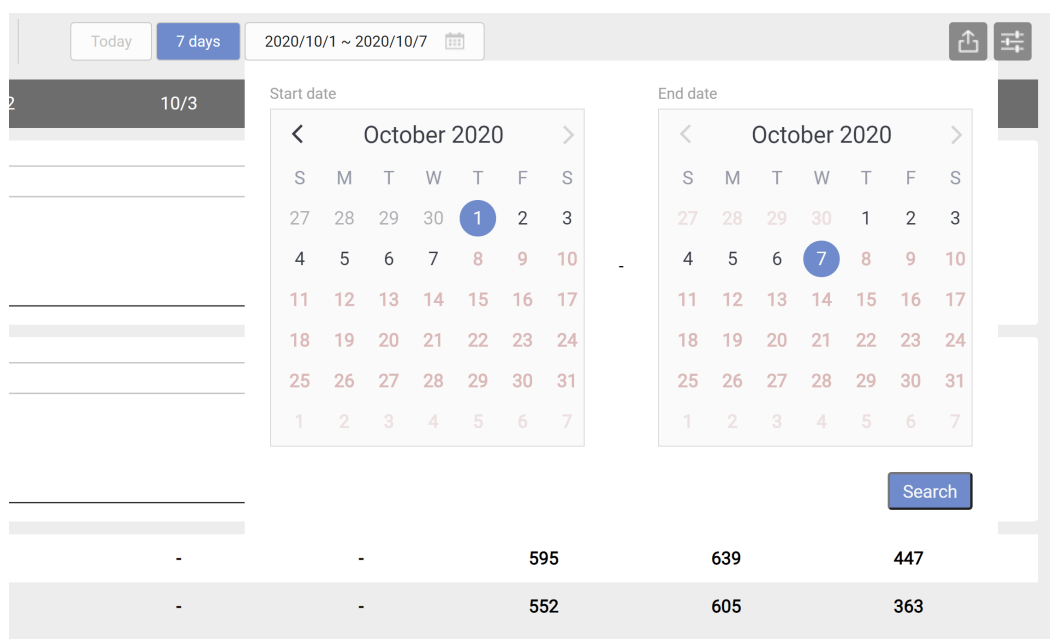 Today 7 days 2020/10/1 ~ 2020/10/7
2 10/3
Start date
October 2020
S M T W T F S
27 28 29 30 1 2 3
4 5 6 7 8 9 10
11 12 13 14 15 16 17
18 19 20 21 22 23 24
25 26 27 28 29 30 31
1 2 3 4 5 6 7
-
End date
October 2020
S M T W T F S
27 28 29 30 1 2 3
4 5 6 7 8 9 10
11 12 13 14 15 16 17
18 19 20 21 22 23 24
25 26 27 28 29 30 31
1 2 3 4 5 6 7
Search
- - 595 639 447
- - 552 605 363